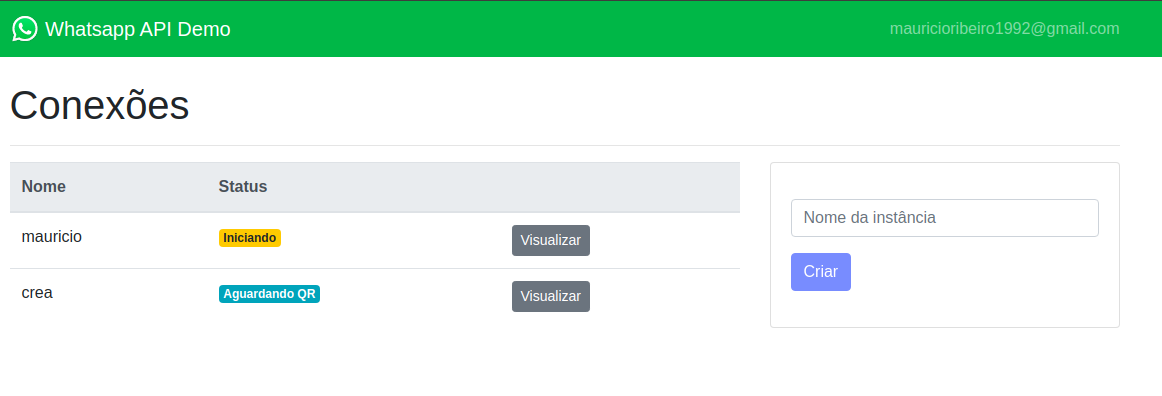 Whatsapp API Demo mauricioribeiro1992@gmail.com
Conexões
Nome Status
mauricio Iniciando Visualizar
crea Aguardando QR Visualizar
Nome da instância
Criar